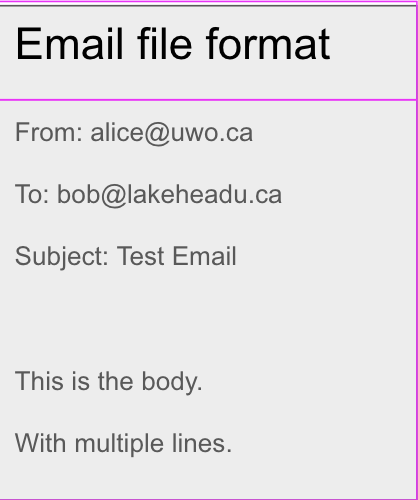 Email file format
From: alice@uwo.ca
To: bob@lakeheadu.ca
Subject: Test Email
This is the body.
With multiple lines.